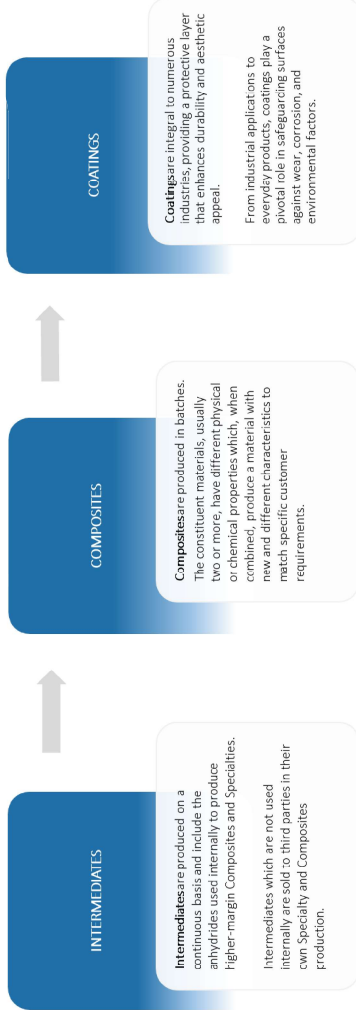 INTERMEDIATES
Intermediates are produced on a
continuous basis and include the
anhydrides used internally to produce
higher-margin Composites and Specialties.
Intermediates which are not used
internally are sold to third parties in their
own Specialty and Composites
production.
COMPOSITES
Composites are produced in batches.
The constituent materials, usually
two or more, have different physical
or chemical properties which, when
combined, produce a material with
new and different characteristics to
match specific customer
requirements.
COATINGS
Coatings are integral to numerous
industries, providing a protective layer
that enhances durability and aesthetic
appeal.
From industrial applications to
everyday products, coatings play a
pivotal role in safeguarding surfaces
against wear, corrosion, and
environmental factors.